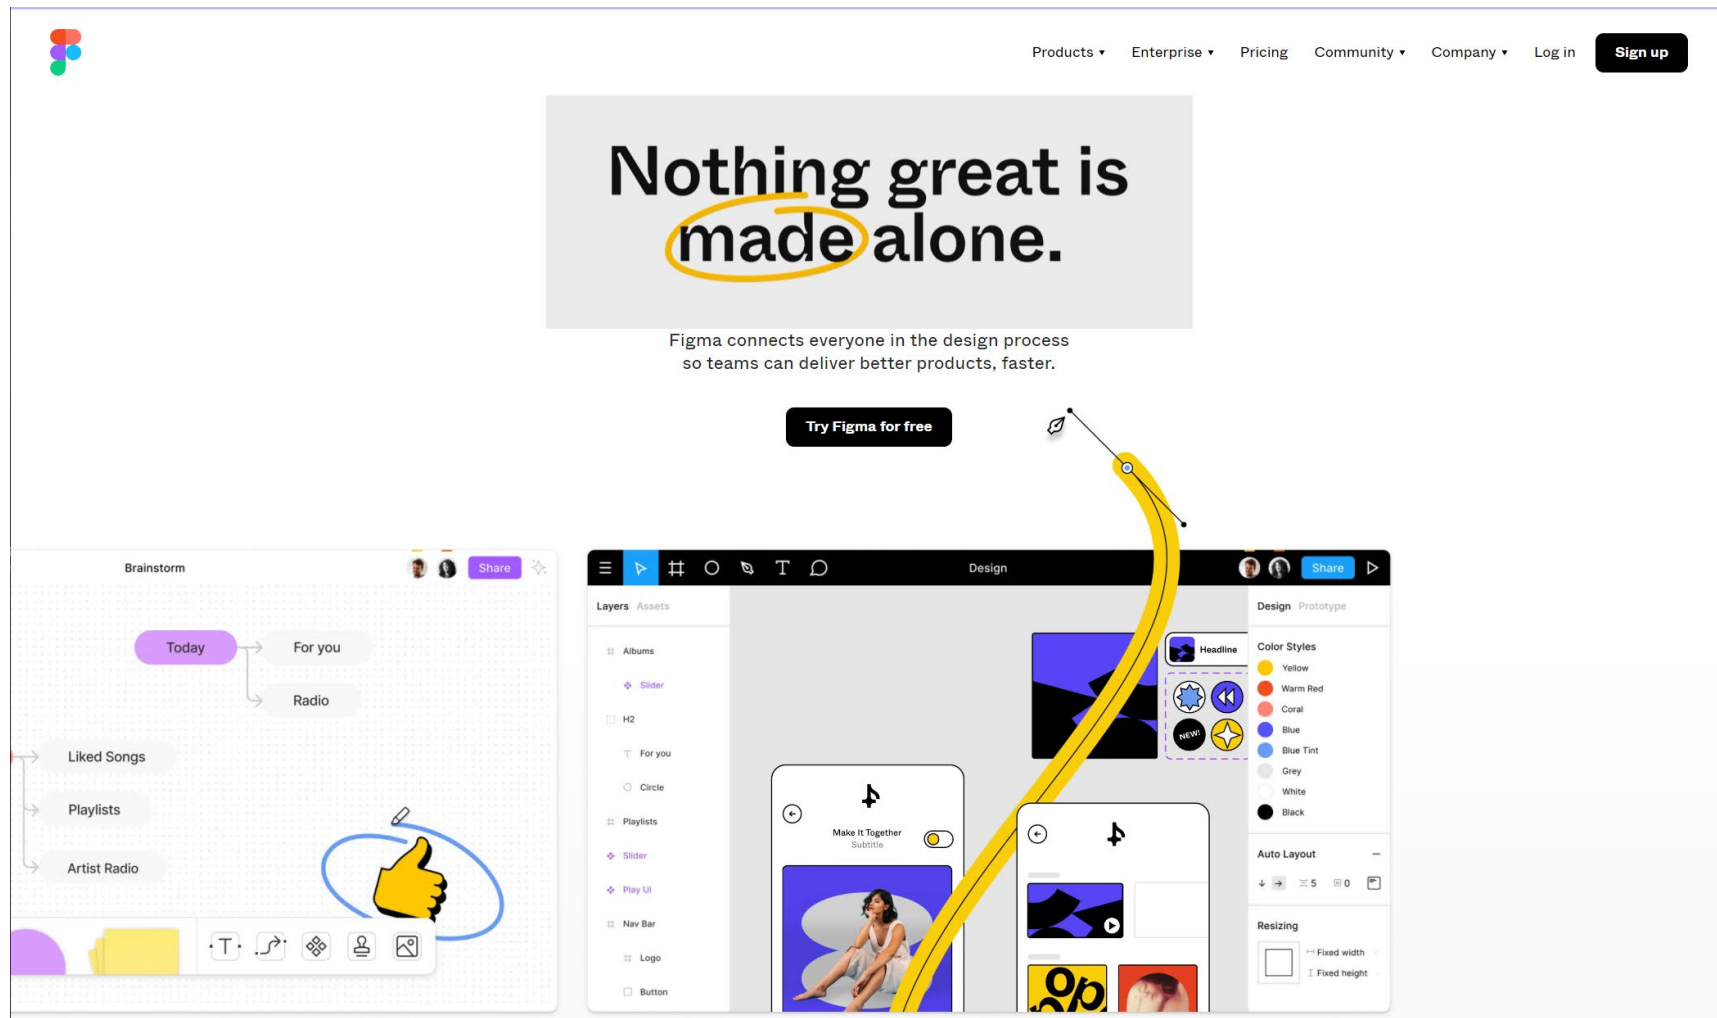 Products ▾ Enterprise ▾ Pricing Community ▾ Company ▾ Log in Sign up
Nothing great is
made alone.
Figma connects everyone in the design process
so teams can deliver better products, faster.
Try Figma for free
Brainstorm Share
Today For you
Radio
Liked Songs
Playlists
Artist Radio
T
T Design Share
Layers Assets
Albums
Slider
H2
T For you
Circle
Playlists
Slider
Play UI
Nav Bar
Logo
Button
Headline
NEW!
Make It Together
Subtitle
Op
Design Prototype
Color Styles
Yellow
Warm Red
Coral
Blue
Blue Tint
Grey
White
Black
Auto Layout
5 0
Resizing
Fixed width
Fixed height